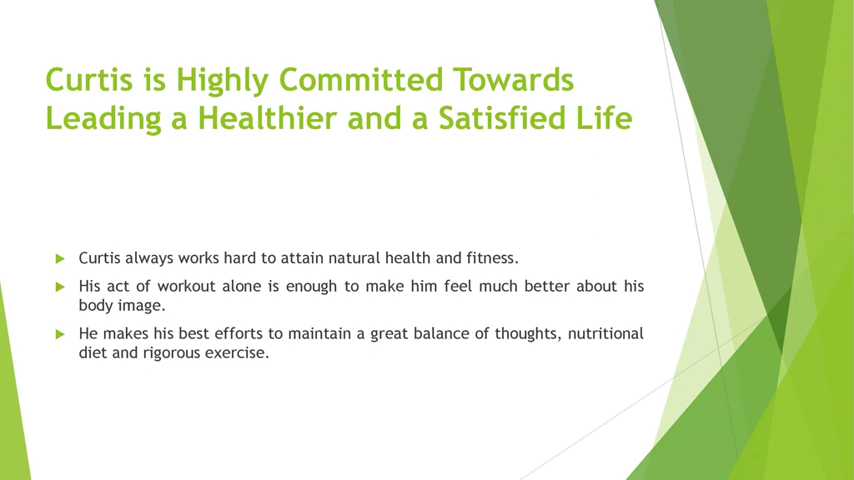 Curtis is Highly Committed Towards
Leading a Healthier and a Satisfied Life
Curtis always works hard to attain natural health and fitness.
His act of workout alone is enough to make him feel much better about his
body image.
He makes his best efforts to maintain a great balance of thoughts, nutritional
diet and rigorous exercise.